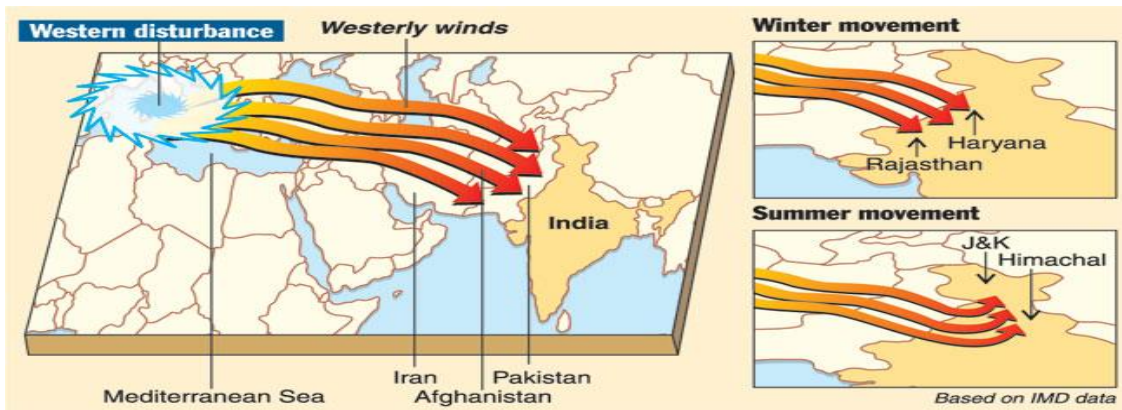 Western disturbance
Westerly winds
India
Iran
Pakistan
Mediterranean Sea
Afghanistan
Winter movement
Haryana
Rajasthan
Summer movement
J&K
Himachal
Based on IMD data